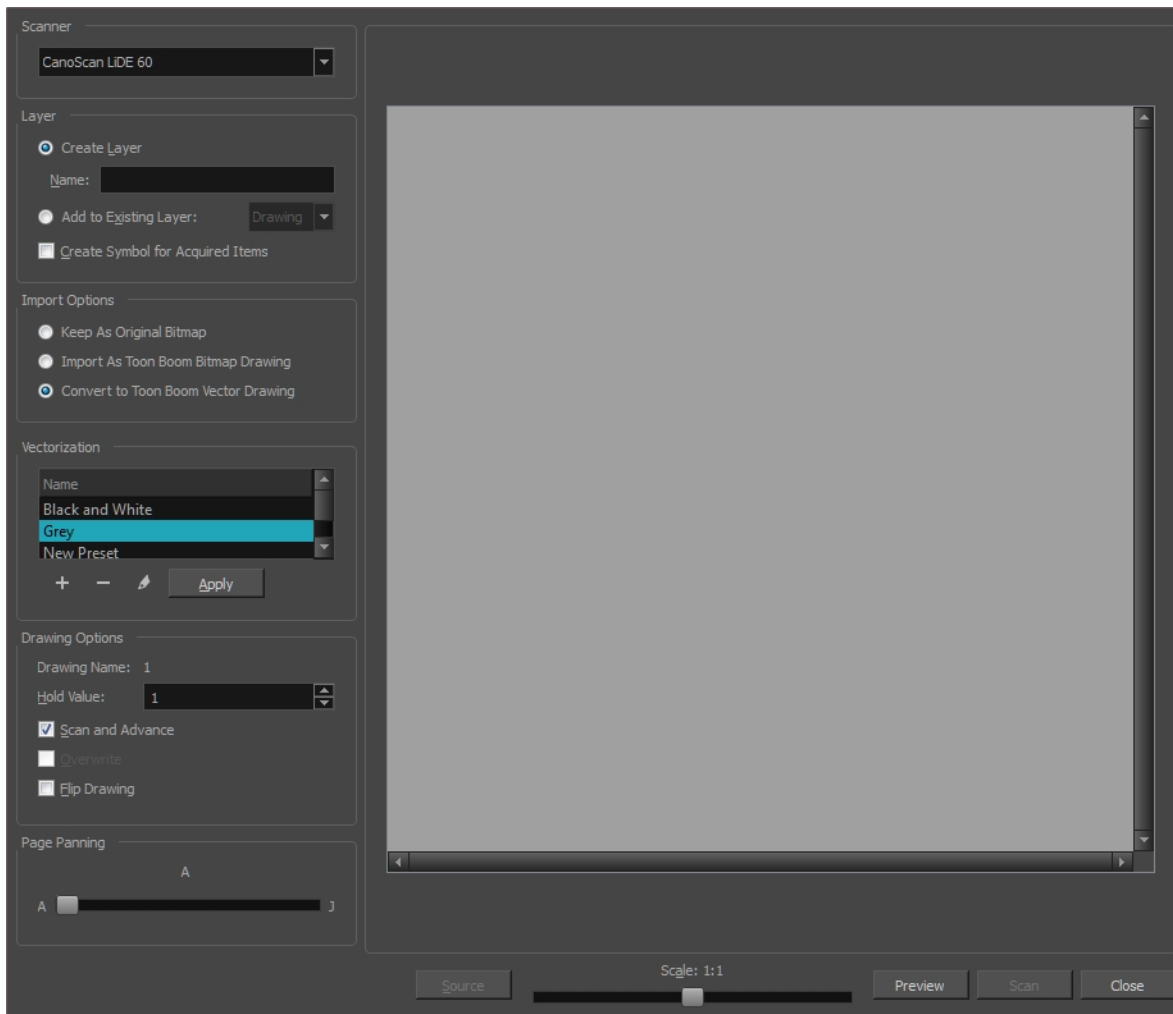 Scanner
CanoScan LiDE 60
Layer
Create Layer
Name:
Add to Existing Layer: Drawing
Create Symbol for Acquired Items
Import Options
Keep As Original Bitmap
Import As Toon Boom Bitmap Drawing
Convert to Toon Boom Vector Drawing
Vectorization
Name
Black and White
Grey
New Preset
Apply
Drawing Options
Drawing Name: 1
Hold Value: 1
Scan and Advance
Overwrite
Flip Drawing
Page Panning
A
A J
Scale: 1:1
Source Preview Scan Close